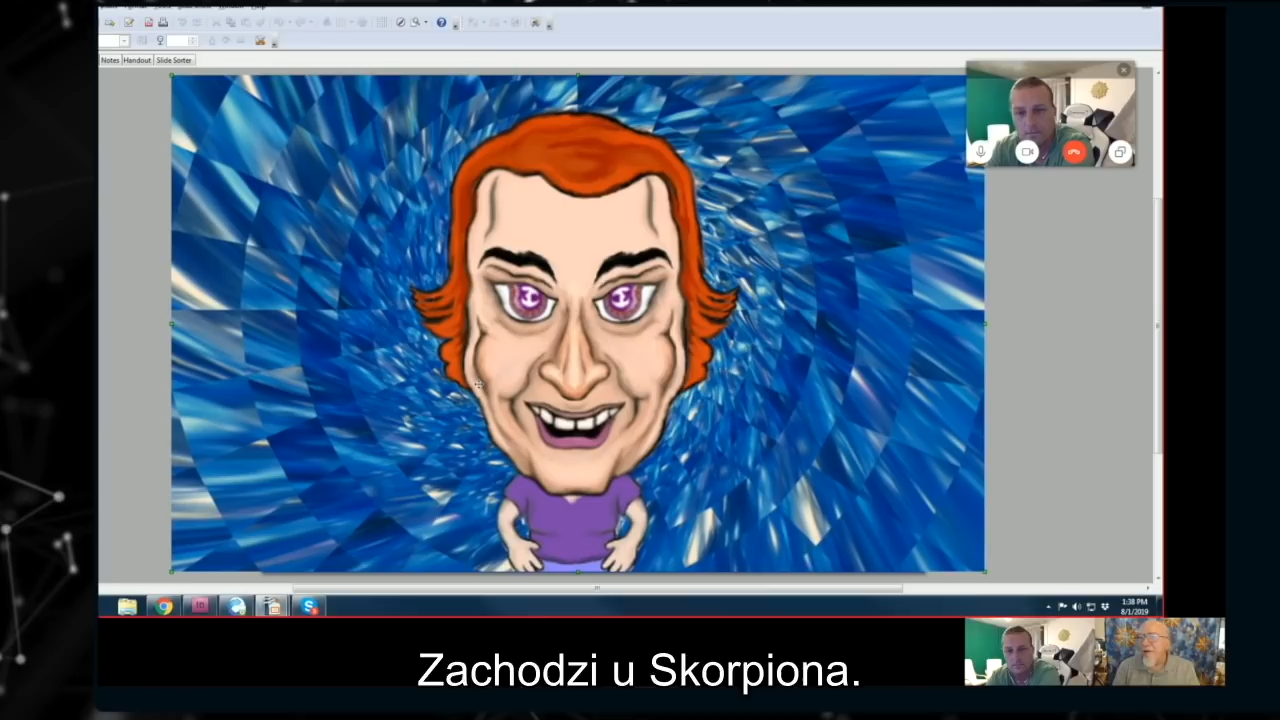 Notes Handout Slide Sorter
1:38 PM
8/1/2019
Zachodzi u Skorpiona.